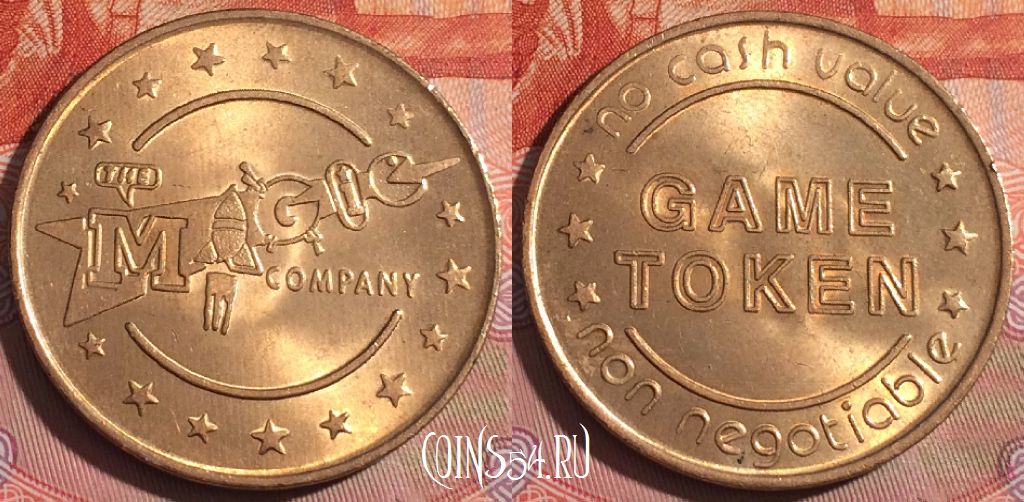 THE
MAGIC
COMPANY
no cash value
GAME
TOKEN
non negotiable
COINS54.RU